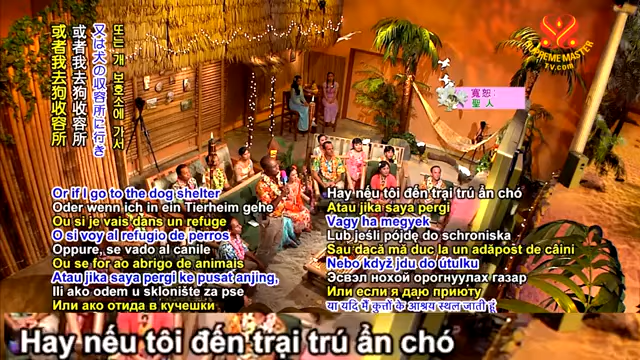 SUPREME MASTER
TV.com
寬恕:
聖人
또는 개 보호소에 가서
又は犬の収容所に行き
或者我去狗收容所
或者我去狗收容所
Or if I go to the dog shelter
Oder wenn ich in ein Tierheim gehe
Ou si je vais dans un refuge
O si voy al refugio de perros
Oppure, se vado al canile
Ou se for ao abrigo de animais
Atau jika saya pergi ke pusat anjing,
Ili ako odem u sklonište za pse
Или ако отида в кучешки
Hay nếu tôi đến trại trú ẩn chó
Atau jika saya pergi
Vagy ha megyek
Lub jeśli pójdę do schroniska
Sau dacă mă duc la un adăpost de câini
Nebo když jdu do útulku
Эсвэл нохой орогнуулах газар
Или если я даю приюту
या यदि मैं कुत्तों के आश्रय स्थल जाती हूं
Hay nếu tôi đến trại trú ẩn chó